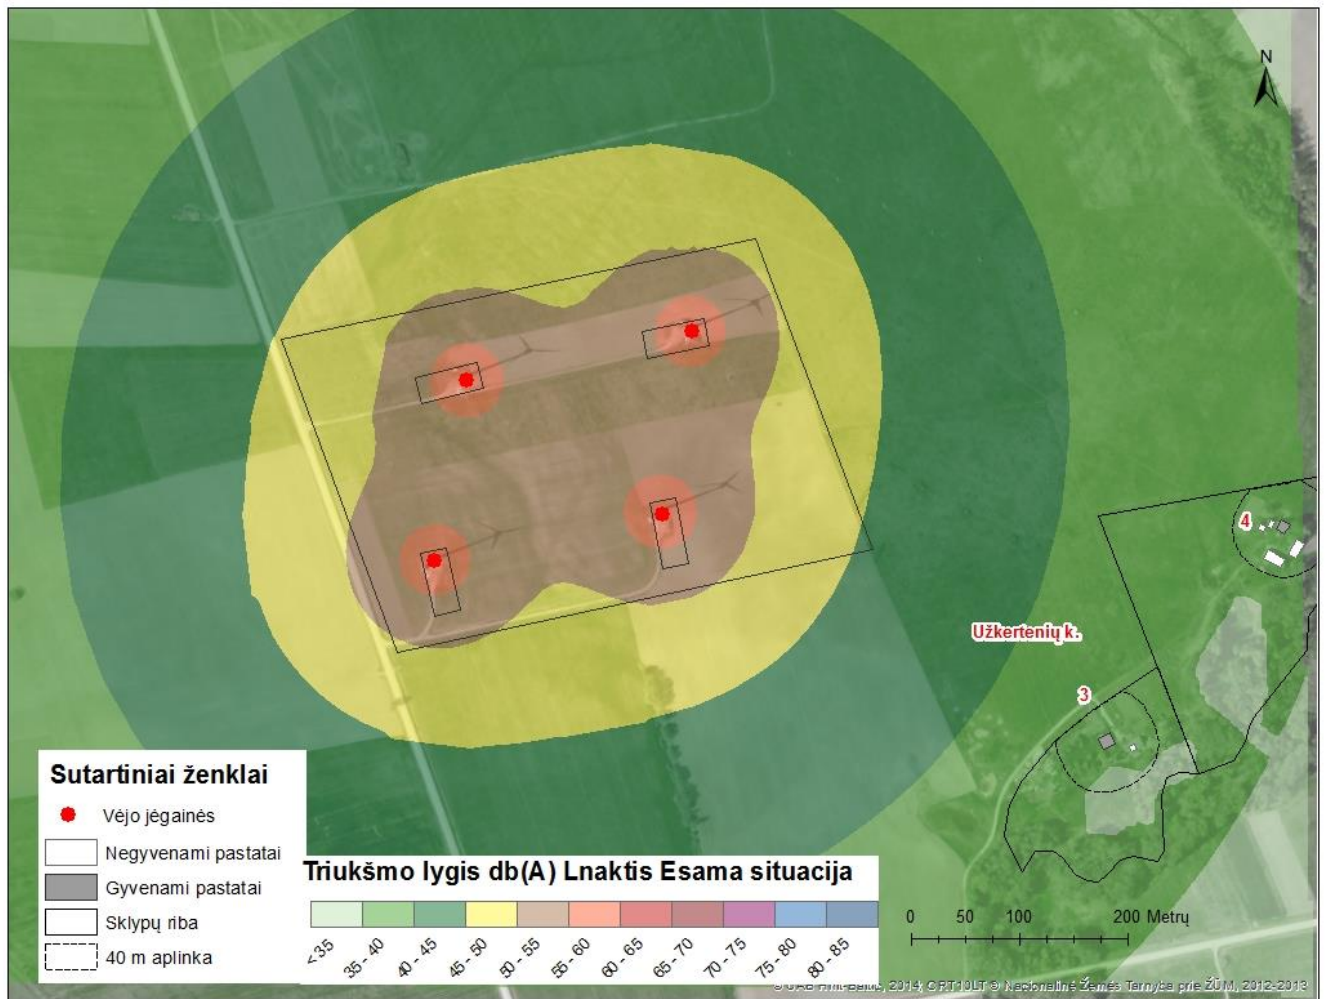 N
4
Užkertenių k.
3
Sutartiniai ženklai
Vėjo jėgainės
Negyvenami pastatai
Gyvenami pastatai
Sklypų riba
40 m aplinka
Triukšmo lygis db(A) Lnaktis Esama situacija
<35
35 - 40
40 - 45
45 - 50
50 - 55
55 - 60
60 - 65
65 - 70
70 - 75
75 - 80
80 - 85
0 50 100 200 Metrų
2014; ORT10LT © Nacionalinė Žemės Tarnyba prie ŽŪM, 2012-2013